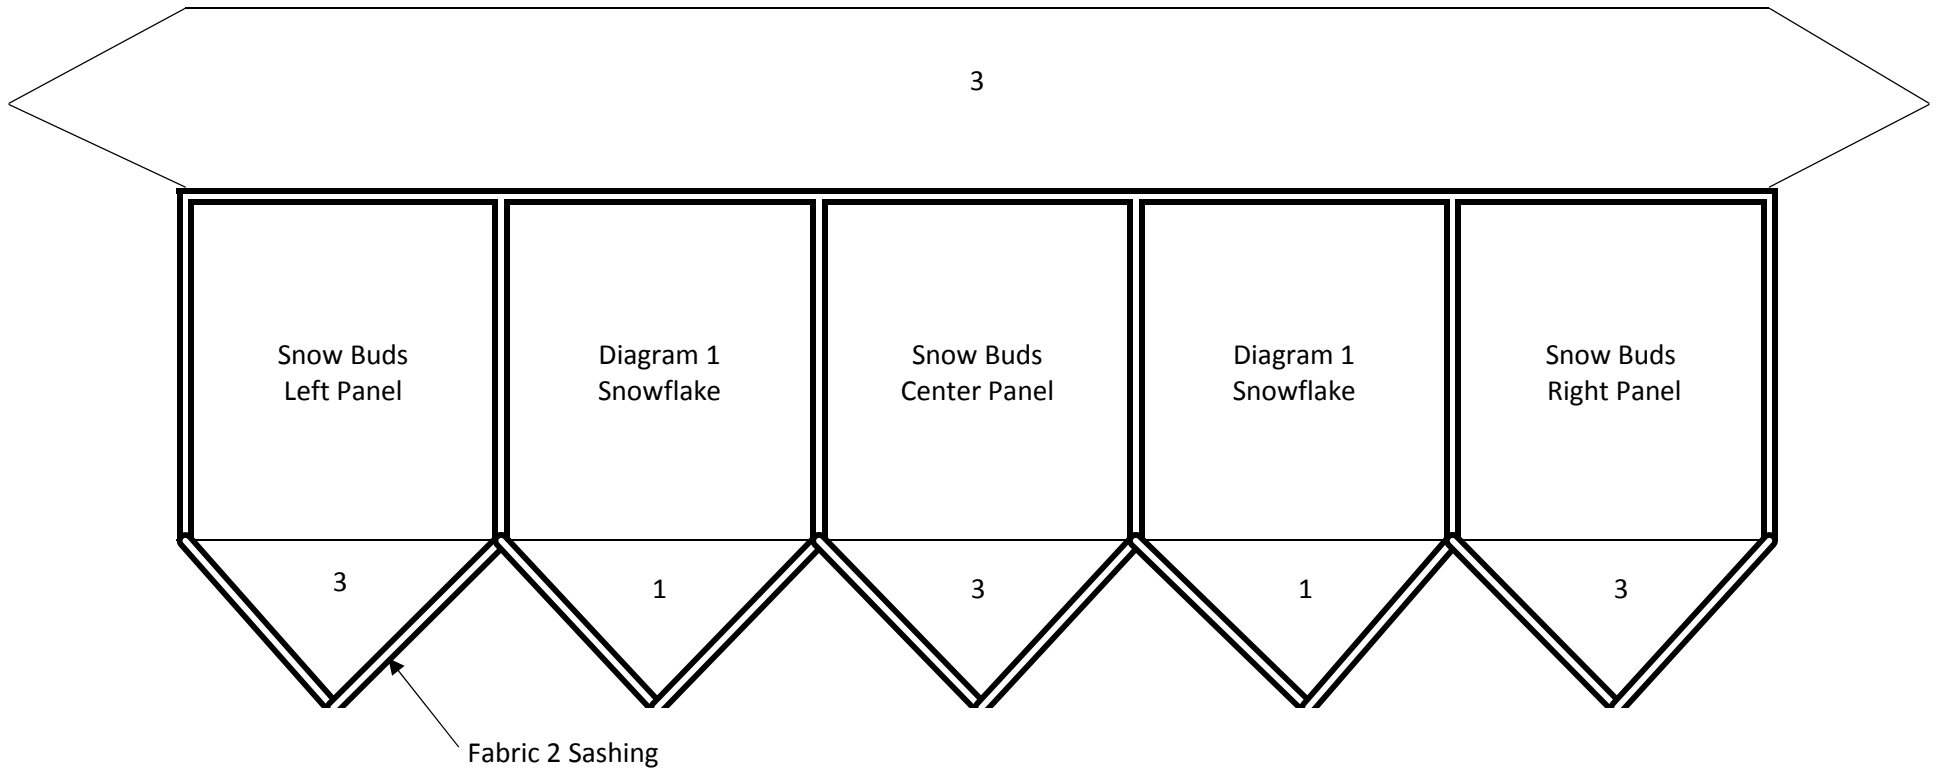 3
Snow Buds
Left Panel
Diagram 1
Snowflake
Snow Buds
Center Panel
Diagram 1
Snowflake
Snow Buds
Right Panel
3
1
3
1
3
Fabric 2 Sashing